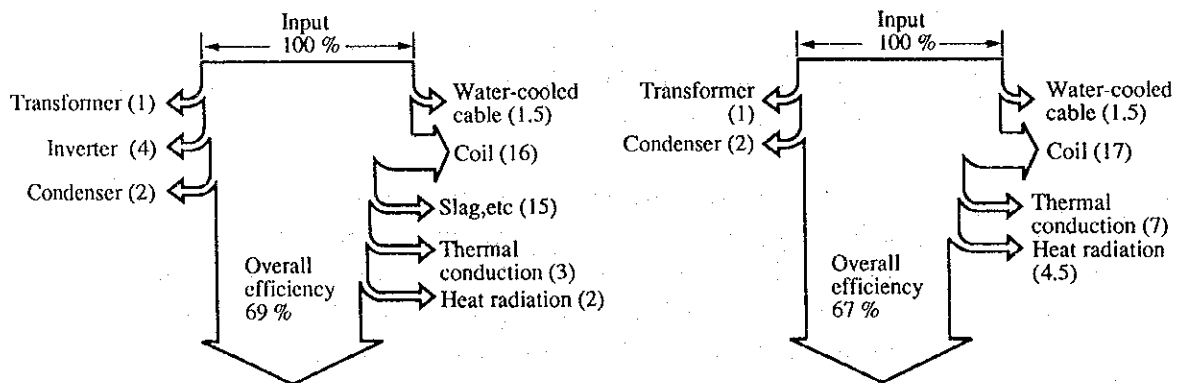 Input
100 %
Transformer (1)
Inverter (4)
Condenser (2)
Water-cooled
cable (1.5)
Coil (16)
Slag,etc (15)
Thermal
conduction (3)
Heat radiation (2)
Overall
efficiency
69 %
Input
100 %
Transformer
(1)
Condenser (2)
Water-cooled
cable (1.5)
Coil (17)
Thermal
conduction (7)
Heat radiation
(4.5)
Overall
efficiency
67 %